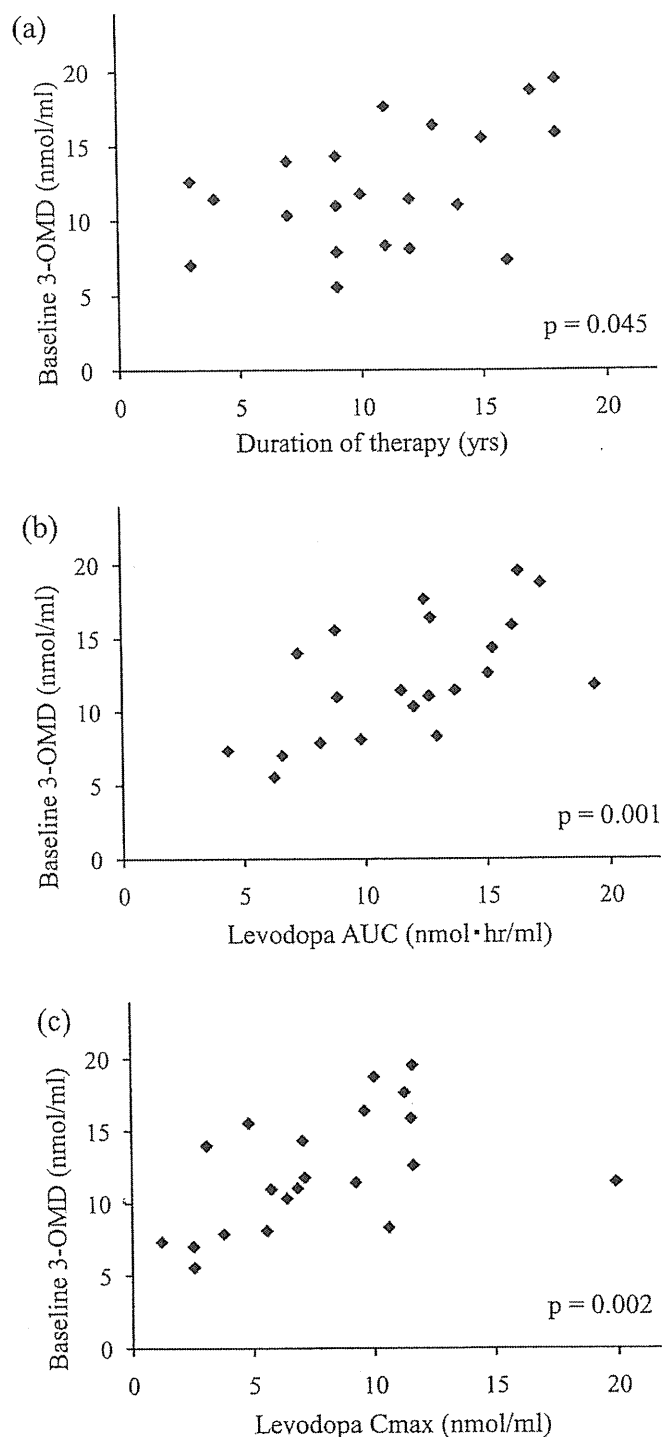 (a)
Baseline 3-OMD (nmol/ml)
20
15
10
5
0
p = 0.045
0 5 10 15 20
Duration of therapy (yrs)
(b)
Baseline 3-OMD (nmol/ml)
20
15
10
5
0
p = 0.001
0 5 10 15 20
Levodopa AUC (nmol・hr/ml)
(c)
Baseline 3-OMD (nmol/ml)
20
15
10
5
0
p = 0.002
0 5 10 15 20
Levodopa Cmax (nmol/ml)